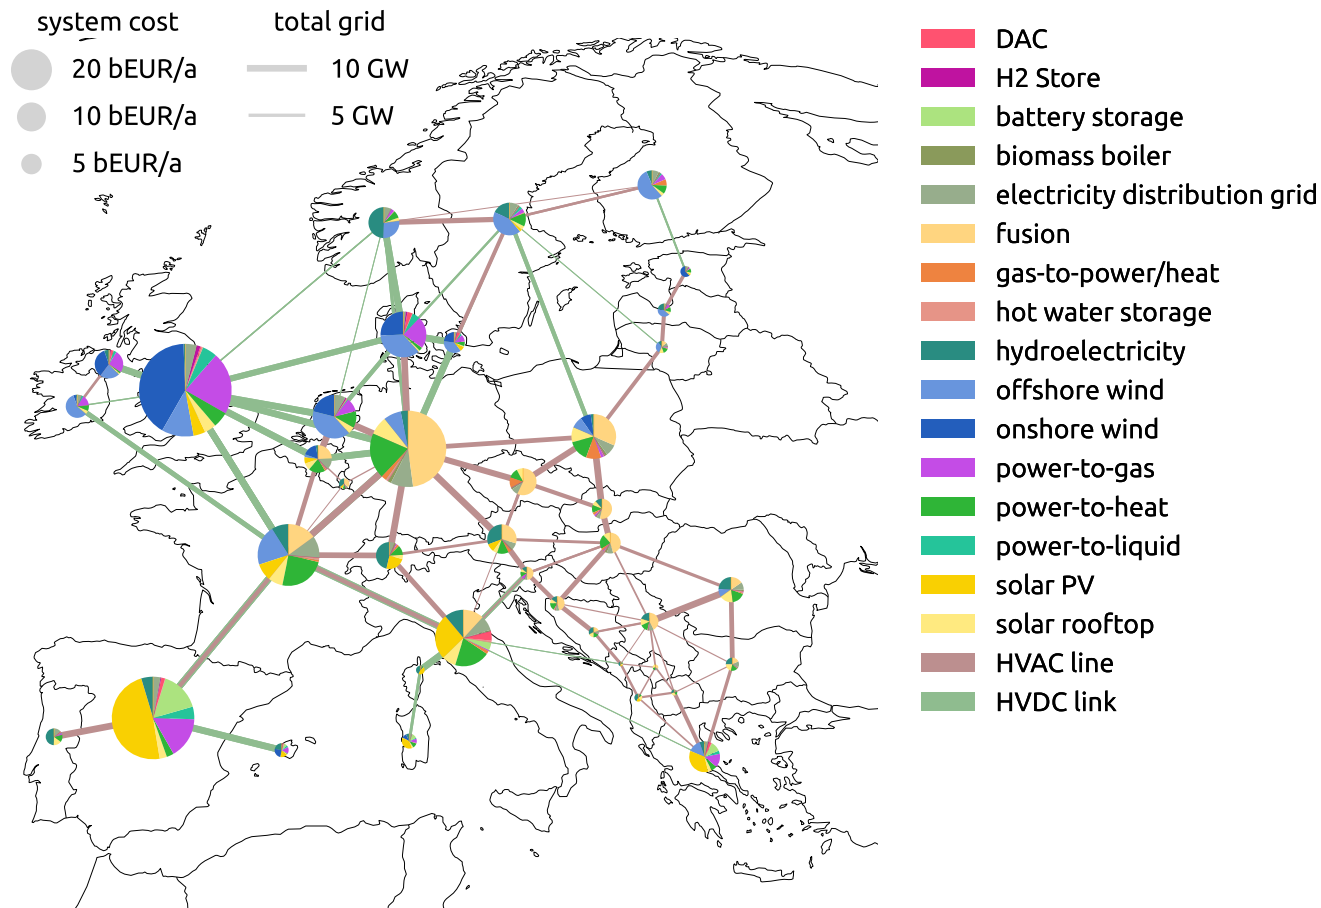 system cost
20 bEUR/a
10 bEUR/a
5 bEUR/a
total grid
10 GW
5 GW
DAC
H2 Store
battery storage
biomass boiler
electricity distribution grid
fusion
gas-to-power/heat
hot water storage
hydroelectricity
offshore wind
onshore wind
power-to-gas
power-to-heat
power-to-liquid
solar PV
solar rooftop
HVAC line
HVDC link